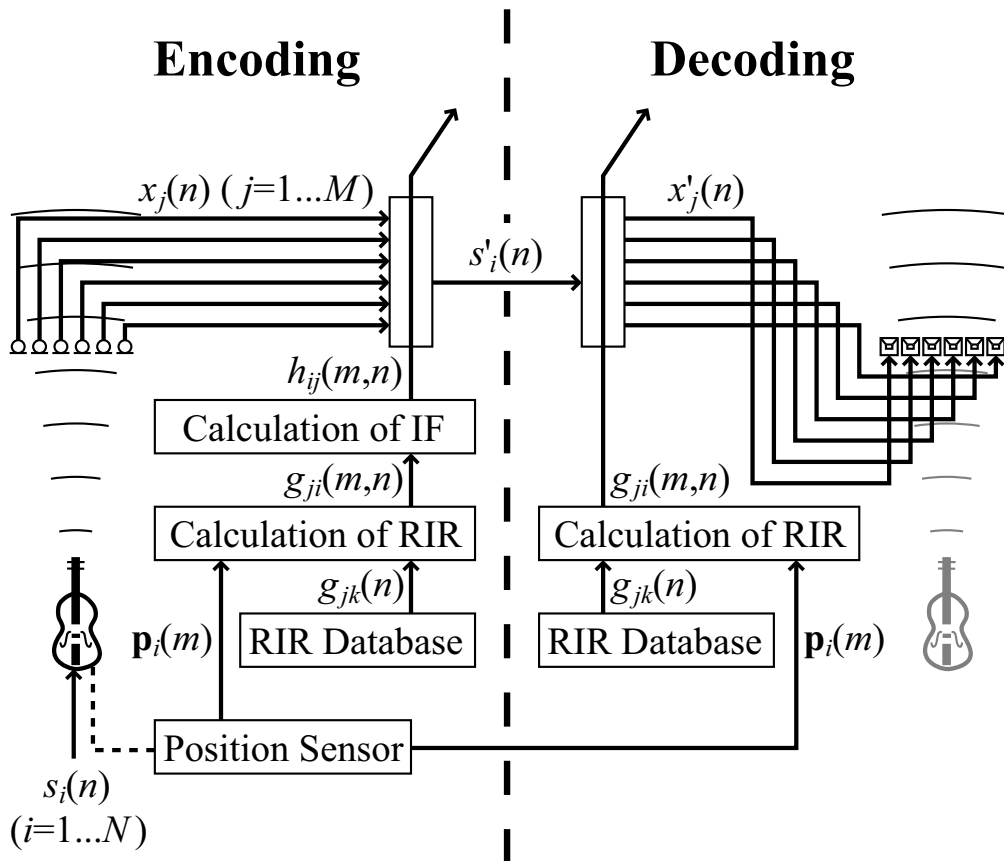 Encoding
Decoding
xj(n) (j=1...M)
x'j(n)
s'i(n)
hij(m,n)
Calculation of IF
gji(m,n)
gji(m,n)
Calculation of RIR
Calculation of RIR
gjk(n)
gjk(n)
RIR Database
RIR Database
pi(m)
pi(m)
Position Sensor
si(n)
(i=1...N)